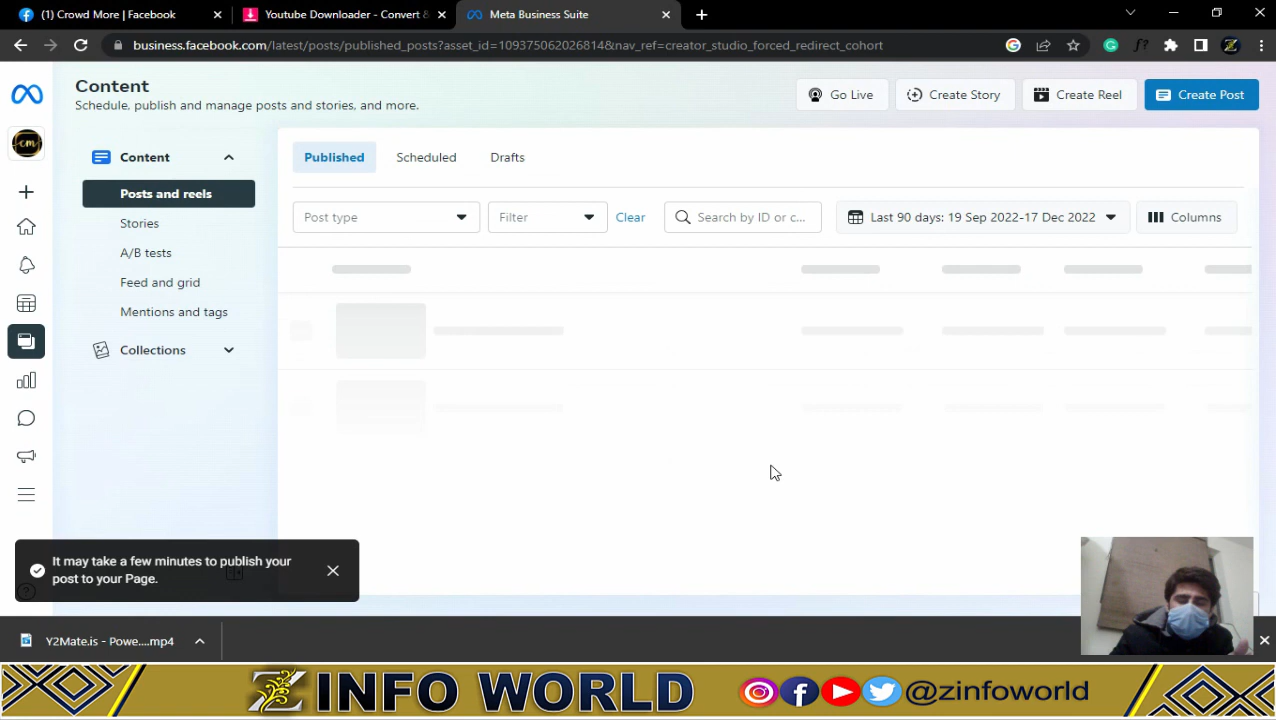 (1) Crowd More | Facebook
Youtube Downloader - Convert &
Meta Business Suite
business.facebook.com/latest/posts/published_posts?asset_id=109375062026814&nav_ref=creator_studio_forced_redirect_cohort
Content
Schedule, publish and manage posts and stories, and more.
Go Live
Create Story
Create Reel
Create Post
cm
Content
Published
Scheduled
Drafts
Posts and reels
Post type
Filter
Clear
Search by ID or c...
Last 90 days: 19 Sep 2022-17 Dec 2022
Columns
Stories
A/B tests
Feed and grid
Mentions and tags
Collections
It may take a few minutes to publish your
post to your Page.
Y2Mate.is - Powe....mp4
Z INFO WORLD
@zinfoworld